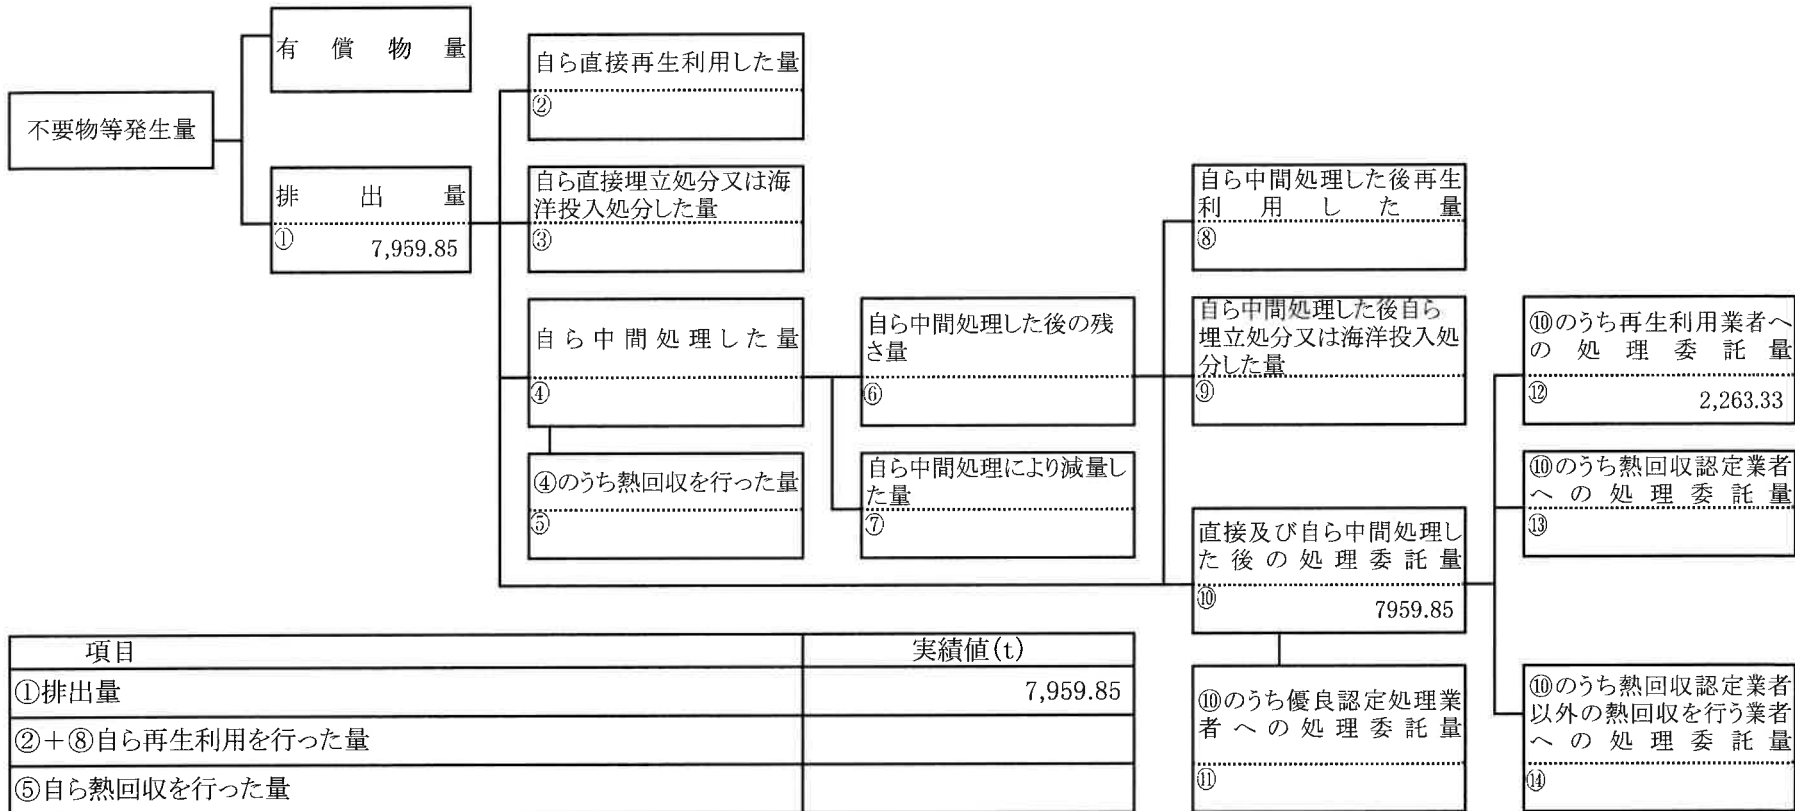 有償物量
不要物等発生量
排出量
① 7,959.85
自ら直接再生利用した量
②
自ら直接埋立処分又は海
洋投入処分した量
③
自ら中間処理した量
④
④のうち熱回収を行った量
⑤
自ら中間処理した後の残
さ量
⑥
自ら中間処理により減量し
た量
⑦
自ら中間処理した後再生
利用した量
⑧
自ら中間処理した後自ら
埋立処分又は海洋投入処
分した量
⑨
直接及び自ら中間処理し
た後の処理委託量
⑩ 7959.85
⑩のうち優良認定処理業
者への処理委託量
⑪
⑩のうち再生利用業者へ
の処理委託量
⑫ 2,263.33
⑩のうち熱回収認定業者
への処理委託量
⑬
⑩のうち熱回収認定業者
以外の熱回収を行う業者
への処理委託量
⑭
項目 実績値(t)
①排出量 7,959.85
②+⑧自ら再生利用を行った量
⑤自ら熱回収を行った量